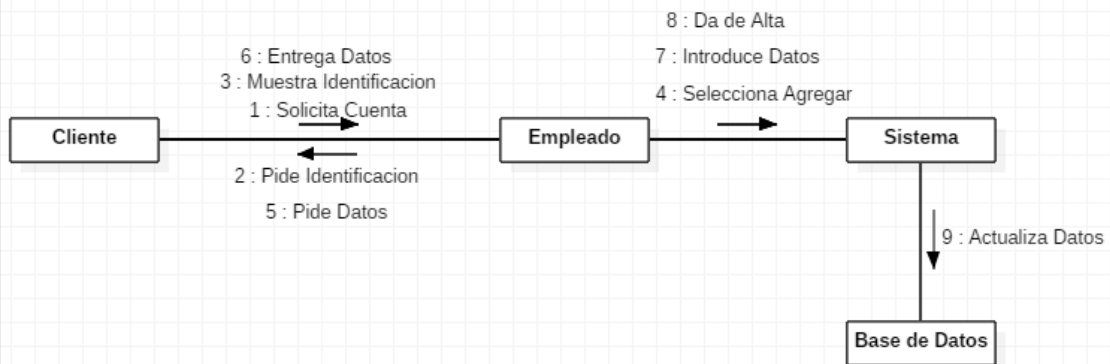 8 : Da de Alta
6 : Entrega Datos
7 : Introduce Datos
3 : Muestra Identificacion
4 : Selecciona Agregar
1 : Solicita Cuenta
Cliente
Empleado
Sistema
2 : Pide Identificacion
5 : Pide Datos
9 : Actualiza Datos
Base de Datos